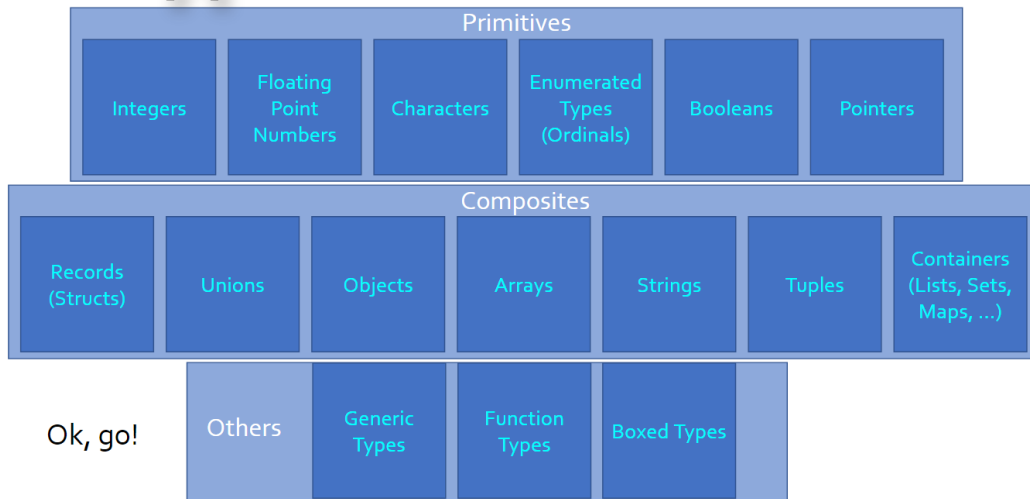 Primitives
Integers
Floating
Point
Numbers
Characters
Enumerated
Types
(Ordinals)
Booleans
Pointers
Composites
Records
(Structs)
Unions
Objects
Arrays
Strings
Tuples
Containers
(Lists, Sets,
Maps, ...)
Ok, go!
Others
Generic
Types
Function
Types
Boxed Types